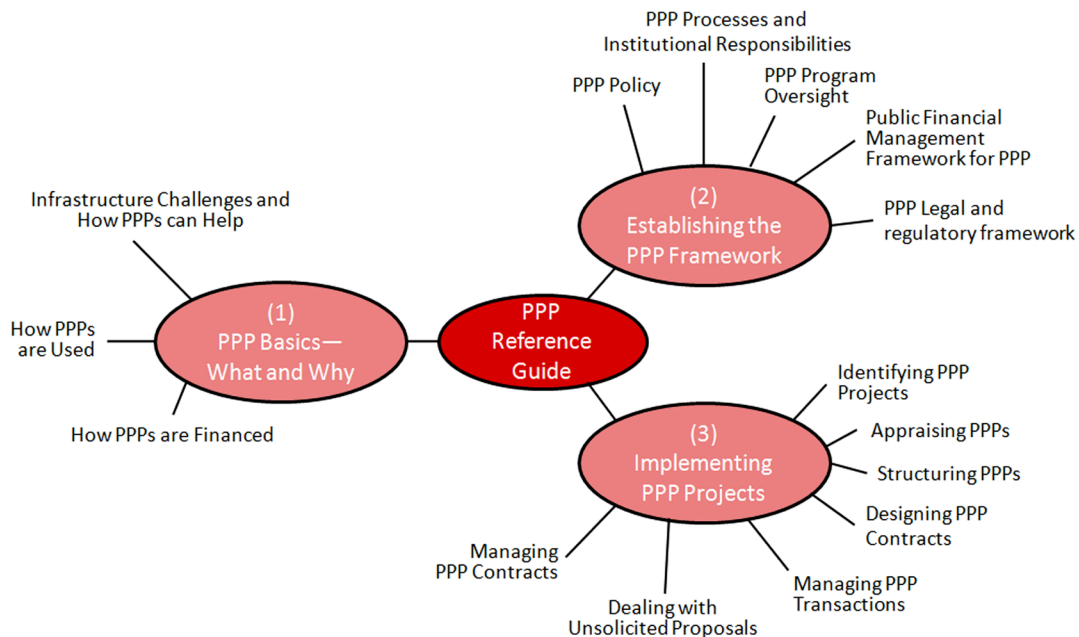 PPP Processes and
Institutional Responsibilities
PPP Policy
PPP Program
Oversight
Public Financial
Management
Framework for PPP
PPP Legal and
regulatory framework
(2)
Establishing the
PPP Framework
Infrastructure Challenges and
How PPPs can Help
How PPPs
are Used
How PPPs are Financed
(1)
PPP Basics—
What and Why
PPP
Reference
Guide
(3)
Implementing
PPP Projects
Identifying PPP
Projects
Appraising PPPs
Structuring PPPs
Designing PPP
Contracts
Managing PPP
Transactions
Dealing with
Unsolicited Proposals
Managing
PPP Contracts